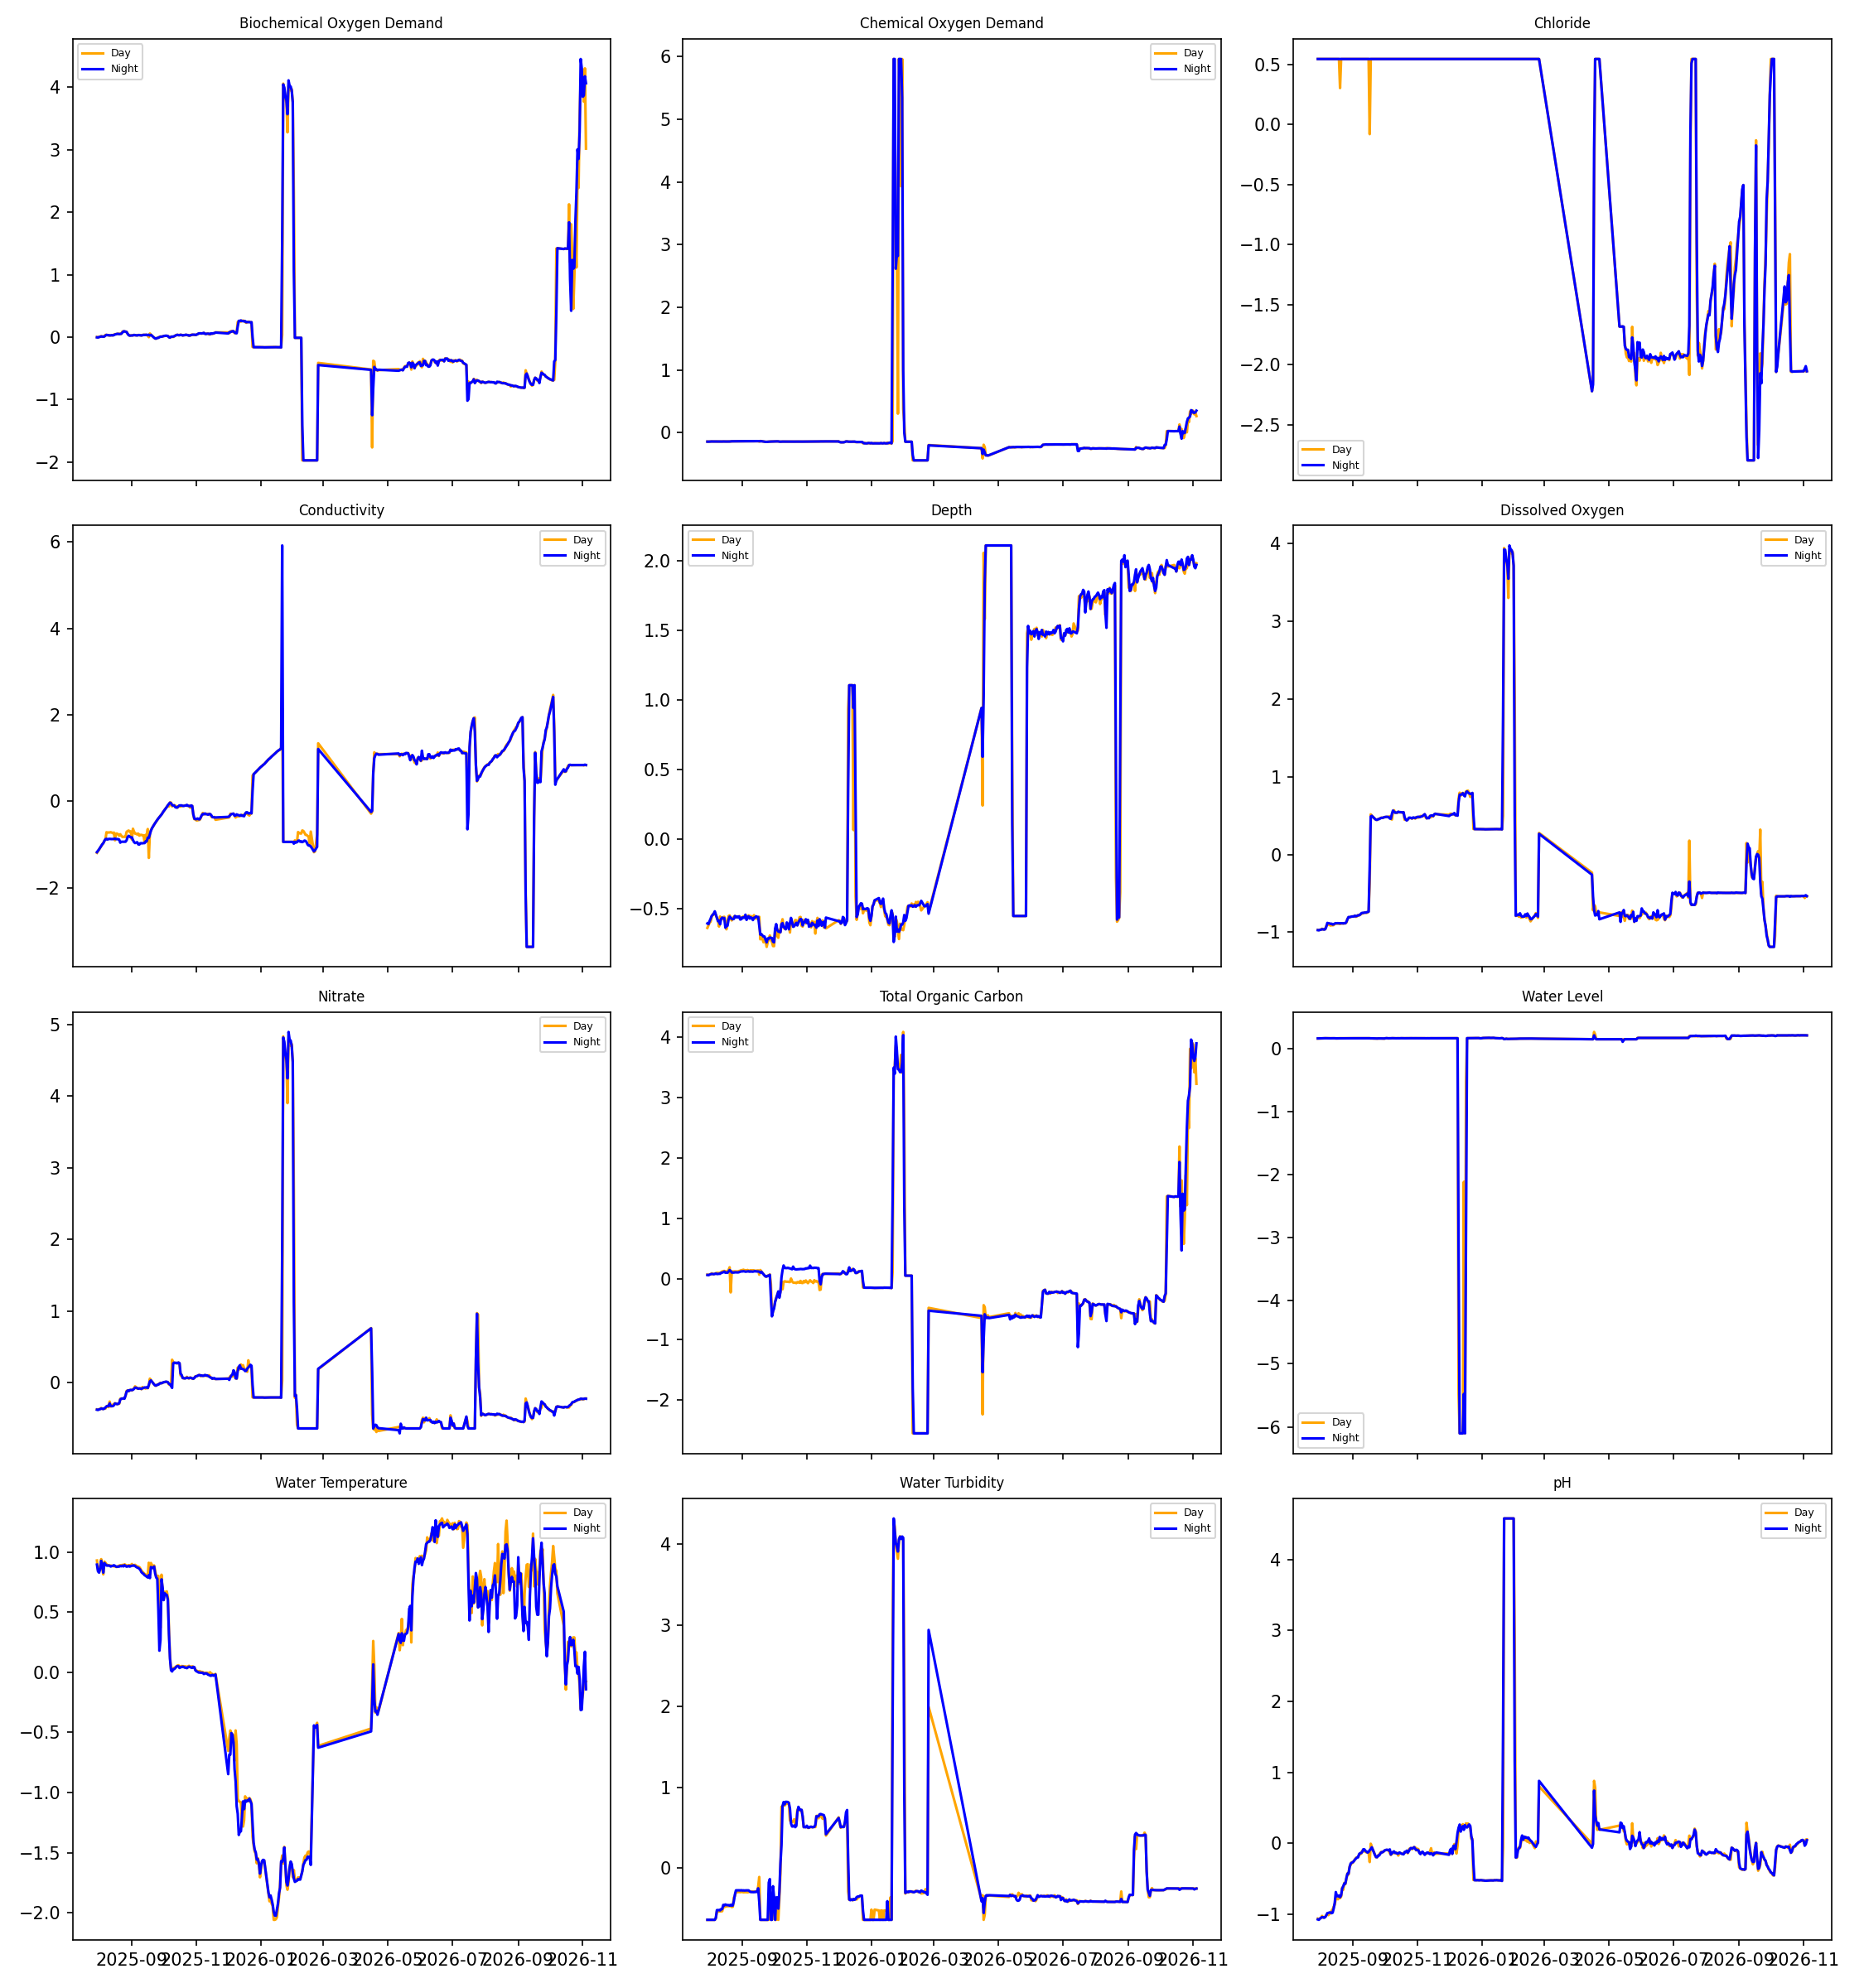 Biochemical Oxygen Demand
Day
Night
4
3
2
1
0
−1
−2
Chemical Oxygen Demand
Day
Night
6
5
4
3
2
1
0
Chloride
0.5
0.0
−0.5
−1.0
−1.5
−2.0
−2.5
Day
Night
Conductivity
Day
Night
6
4
2
0
−2
Depth
Day
Night
2.0
1.5
1.0
0.5
0.0
−0.5
Dissolved Oxygen
Day
Night
4
3
2
1
0
−1
Nitrate
Day
Night
5
4
3
2
1
0
Total Organic Carbon
Day
Night
4
3
2
1
0
−1
−2
Water Level
0
−1
−2
−3
−4
−5
−6
Day
Night
Water Temperature
Day
Night
1.0
0.5
0.0
−0.5
−1.0
−1.5
−2.0
2025-09 2025-11 2026-01 2026-03 2026-05 2026-07 2026-09 2026-11
Water Turbidity
Day
Night
4
3
2
1
0
2025-09 2025-11 2026-01 2026-03 2026-05 2026-07 2026-09 2026-11
pH
Day
Night
4
3
2
1
0
−1
2025-09 2025-11 2026-01 2026-03 2026-05 2026-07 2026-09 2026-11